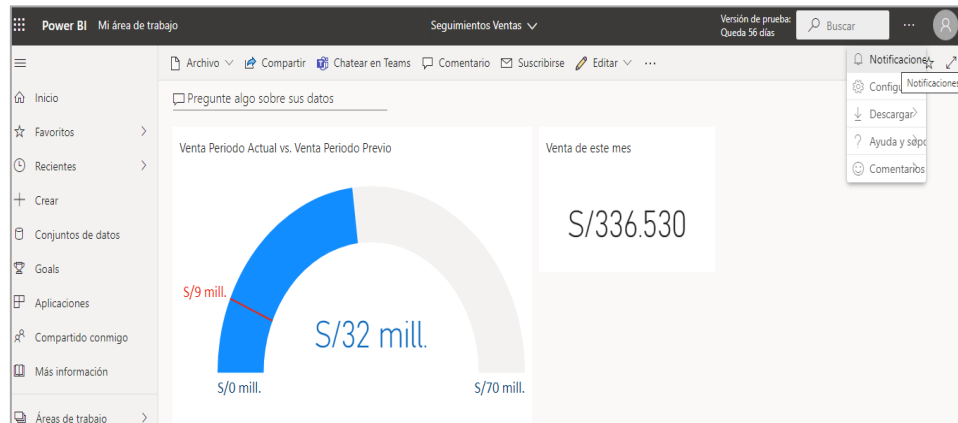 Power BI Mi área de trabajo Seguimientos Ventas Versión de prueba: Buscar ...
Queda 56 días
Archivo Compartir Chatear en Teams Comentario Suscribirse Editar ...
Notificaciones
Configu
Notificaciones
Descargar
Ayuda y sopo
Comentarios
Inicio
Favoritos
Recientes
Crear
Conjuntos de datos
Goals
Aplicaciones
Compartido conmigo
Más información
Áreas de trabajo
Pregunte algo sobre sus datos
Venta Periodo Actual vs. Venta Periodo Previo
S/9 mill.
S/32 mill.
S/0 mill.
S/70 mill.
Venta de este mes
S/336.530